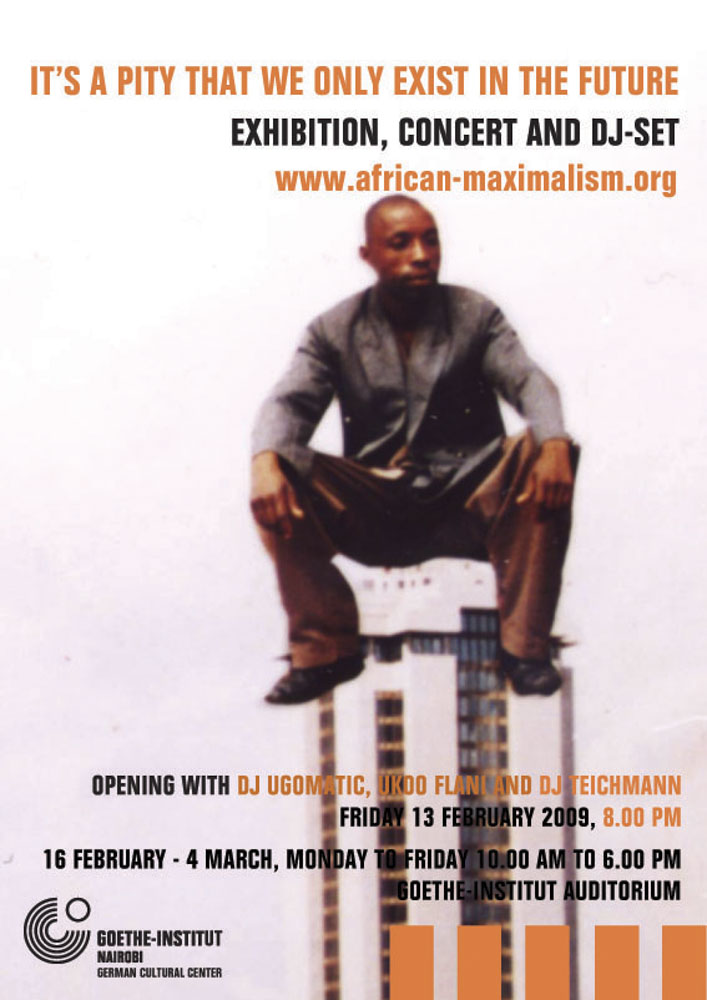 IT'S A PITY THAT WE ONLY EXIST IN THE FUTURE
EXHIBITION, CONCERT AND DJ-SET
www.african-maximalism.org
OPENING WITH DJ UGOMATIC, UKOO FLANI AND DJ TEICHMANN
FRIDAY 13 FEBRUARY 2009, 8.00 PM
16 FEBRUARY - 4 MARCH, MONDAY TO FRIDAY 10.00 AM TO 6.00 PM
GOETHE-INSTITUT AUDITORIUM
GOETHE-INSTITUT
NAIROBI
GERMAN CULTURAL CENTER